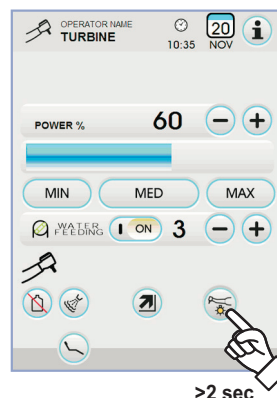 OPERATOR NAME
TURBINE
10:35
20
NOV
i
POWER % 60 − +
MIN MED MAX
WATER FEEDING I ON 3 − +
>2 sec